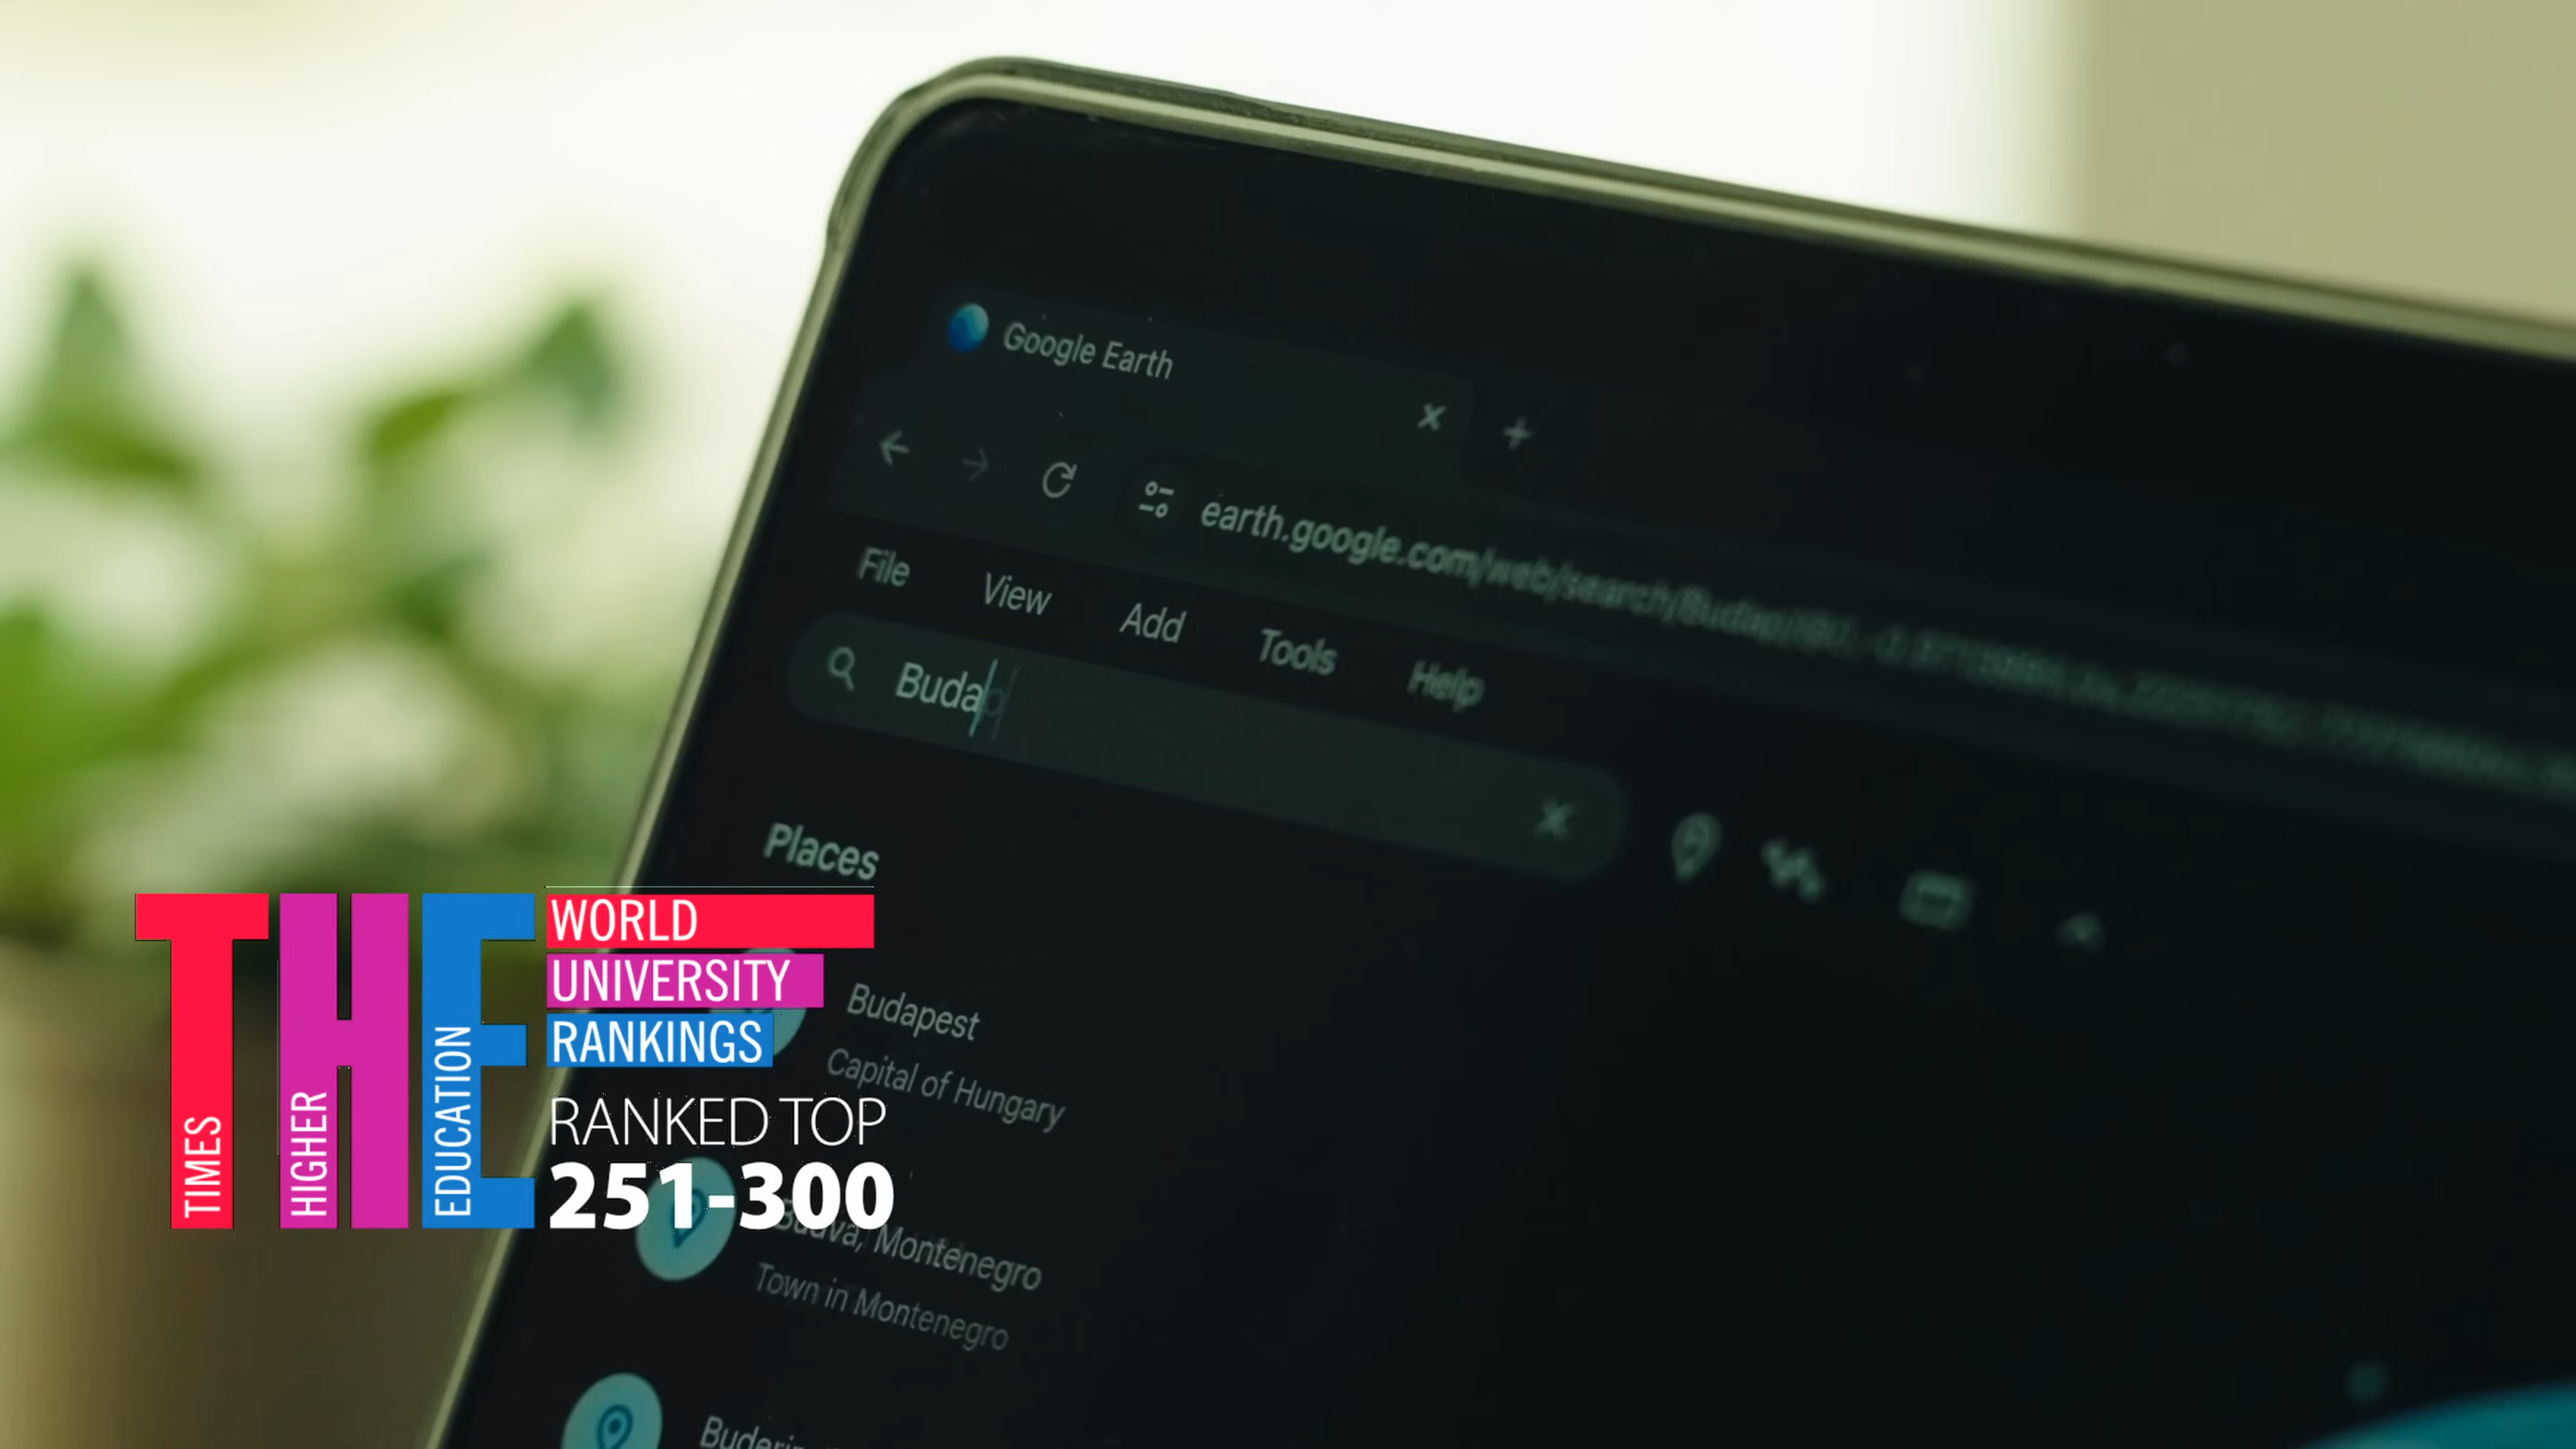 Google Earth
earth.google.com/web/search/Budap
File View Add Tools Help
Buda
Places
Budapest
Capital of Hungary
Budva, Montenegro
Town in Montenegro
TIMES
HIGHER
EDUCATION
WORLD
UNIVERSITY
RANKINGS
RANKED TOP
251-300